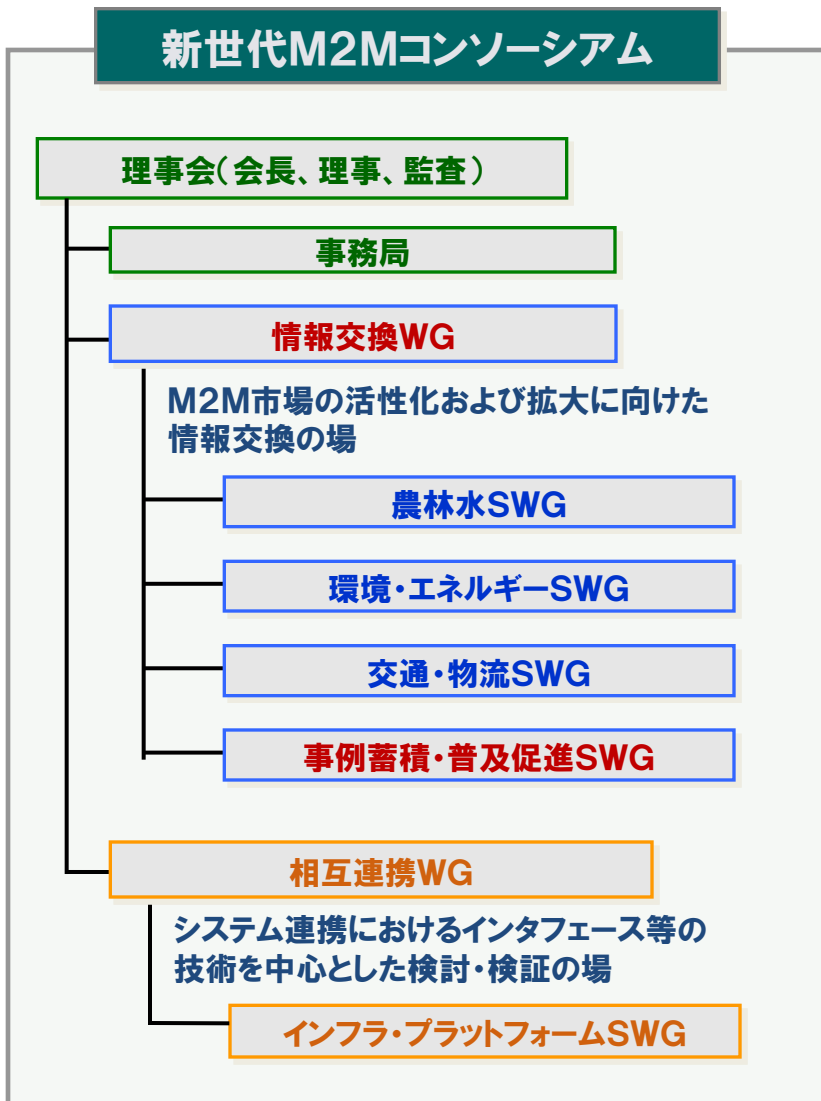 新世代M2Mコンソーシアム
理事会（会長、理事、監査）
事務局
情報交換WG
M2M市場の活性化および拡大に向けた
情報交換の場
農林水SWG
環境・エネルギーSWG
交通・物流SWG
事例蓄積・普及促進SWG
相互連携WG
システム連携におけるインタフェース等の
技術を中心とした検討・検証の場
インフラ・プラットフォームSWG